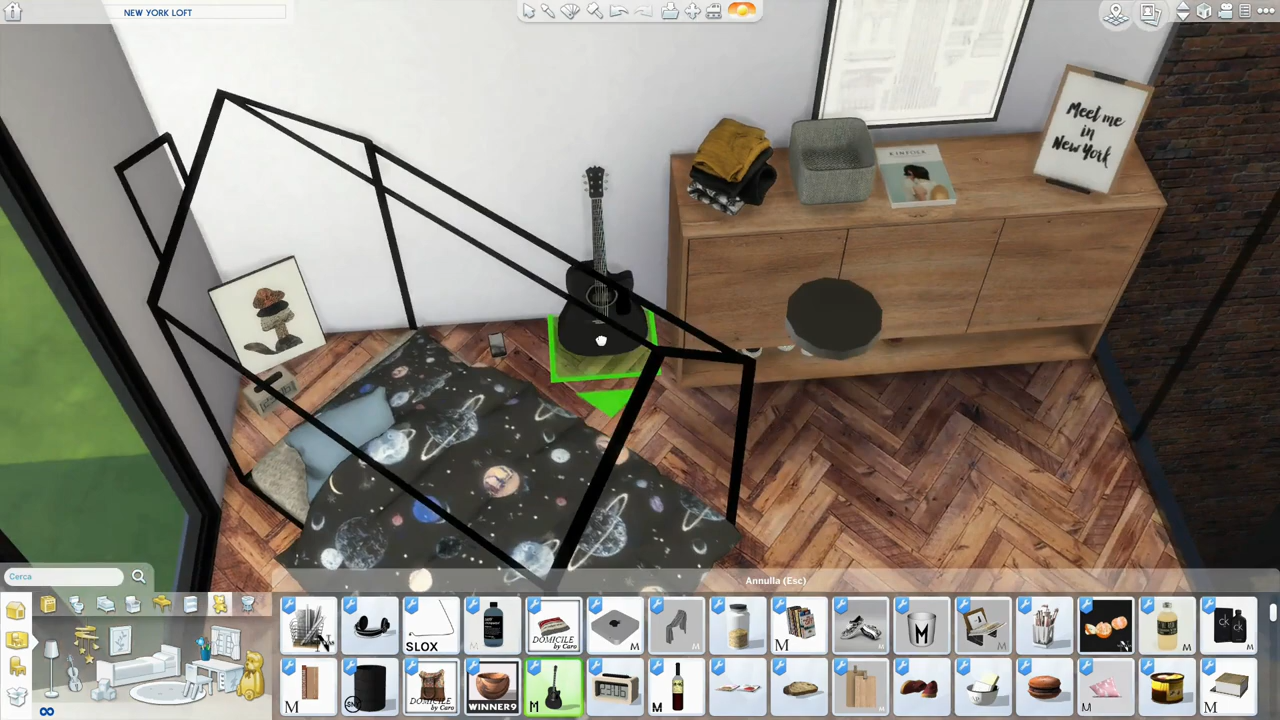 NEW YORK LOFT
KINFOLK
Meet me
in
New York
Annulla (Esc)
Cerca
SLOX
DOMICILE
by Caro
M
M
M
M
M
M
M
M
DOMICILE
by Caro
WINNER9
M
M
M
M